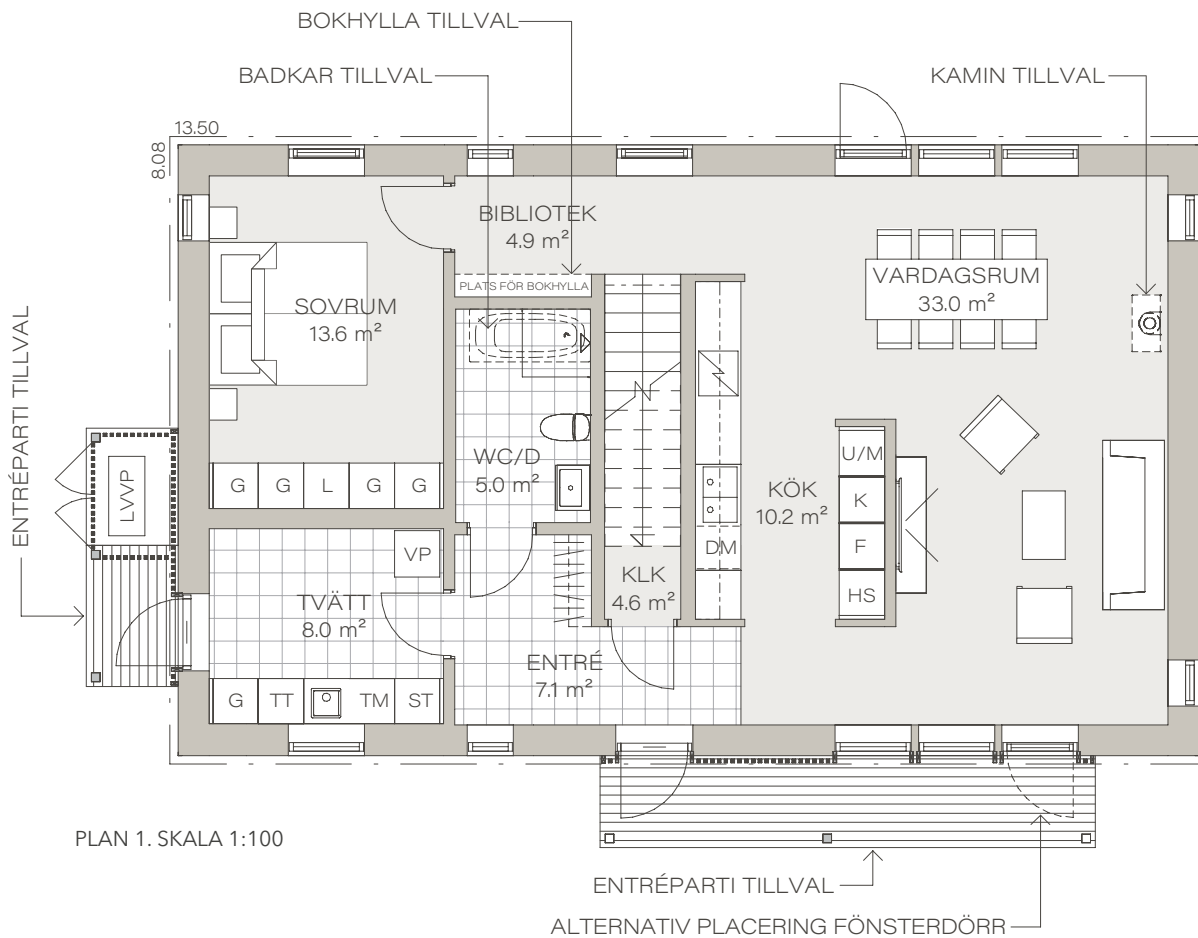 BOKHYLLA TILLVAL
BADKAR TILLVAL
KAMIN TILLVAL
13.50
8.08
BIBLIOTEK
4.9 m²
PLATS FÖR BOKHYLLA
VARDAGSRUM
33.0 m²
SOVRUM
13.6 m²
ENTRÉPARTI TILLVAL
LVVP
G
G
L
G
G
WC/D
5.0 m²
KÖK
10.2 m²
U/M
K
F
HS
DM
VP
KLK
4.6 m²
TVÄTT
8.0 m²
ENTRÉ
7.1 m²
G
TT
TM
ST
PLAN 1. SKALA 1:100
ENTRÉPARTI TILLVAL
ALTERNATIV PLACERING FÖNSTERDÖRR